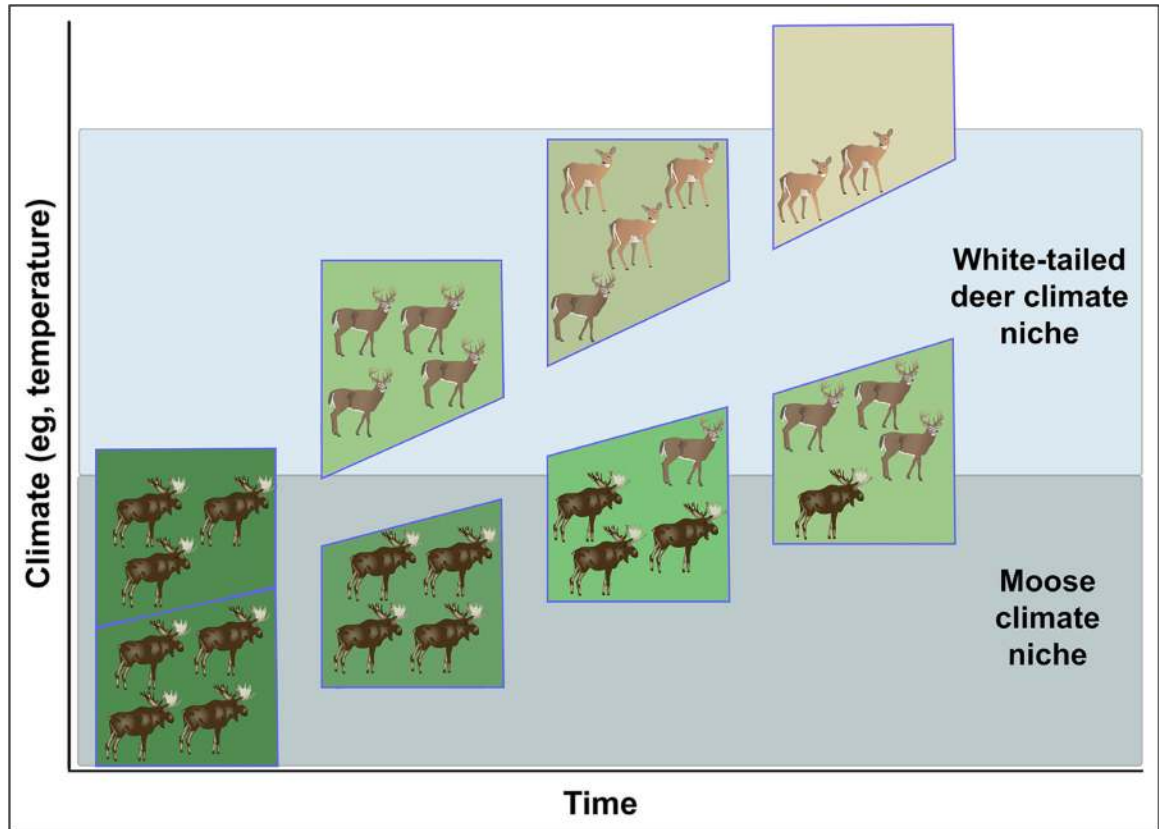 Climate (eg, temperature)
White-tailed
deer climate
niche
Moose
climate
niche
Time